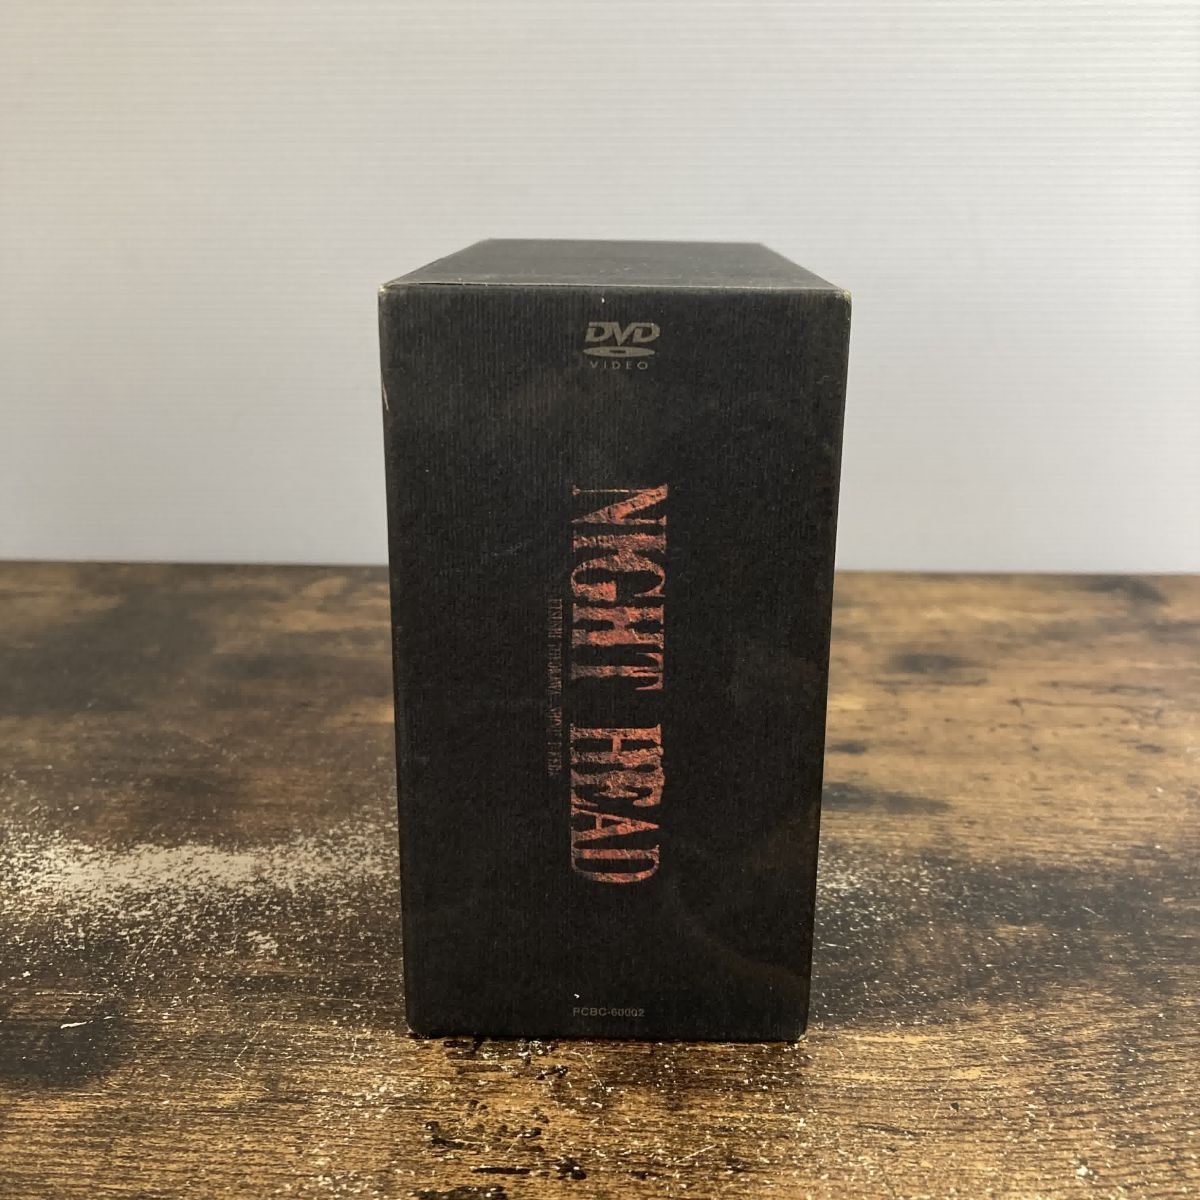 DVD
VIDEO
NIGHT HEAD
PCBC-60002